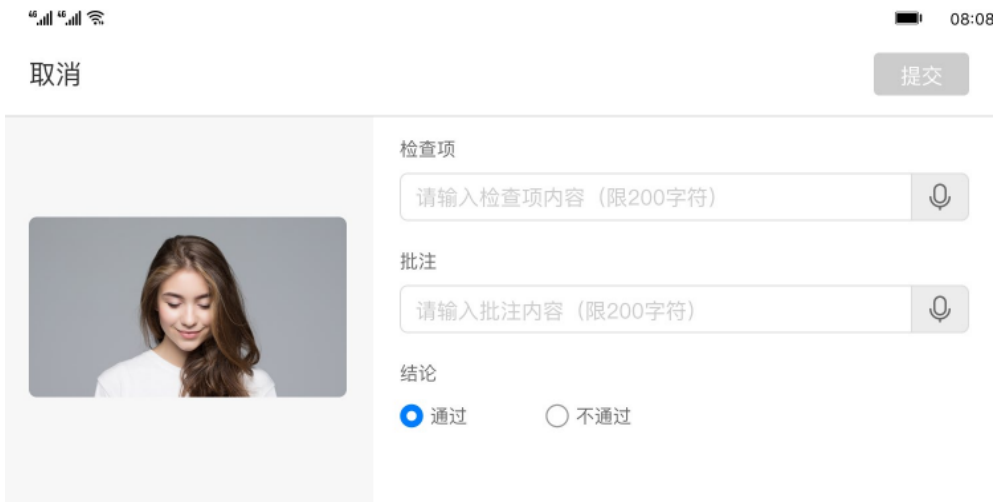 4G 4G 08:08
取消 提交
检查项
请输入检查项内容（限200字符）
批注
请输入批注内容（限200字符）
结论
通过 不通过